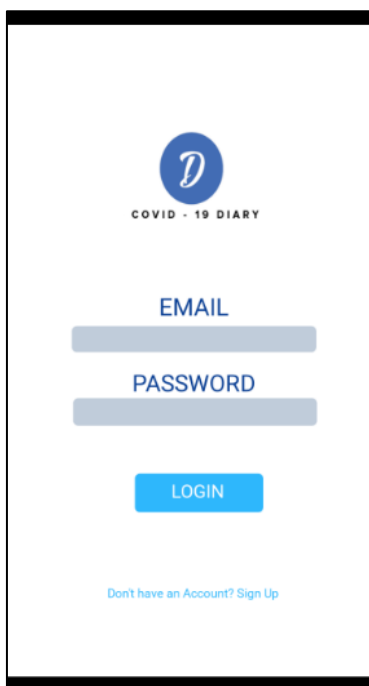 D
COVID - 19 DIARY
EMAIL
PASSWORD
LOGIN
Don't have an Account? Sign Up